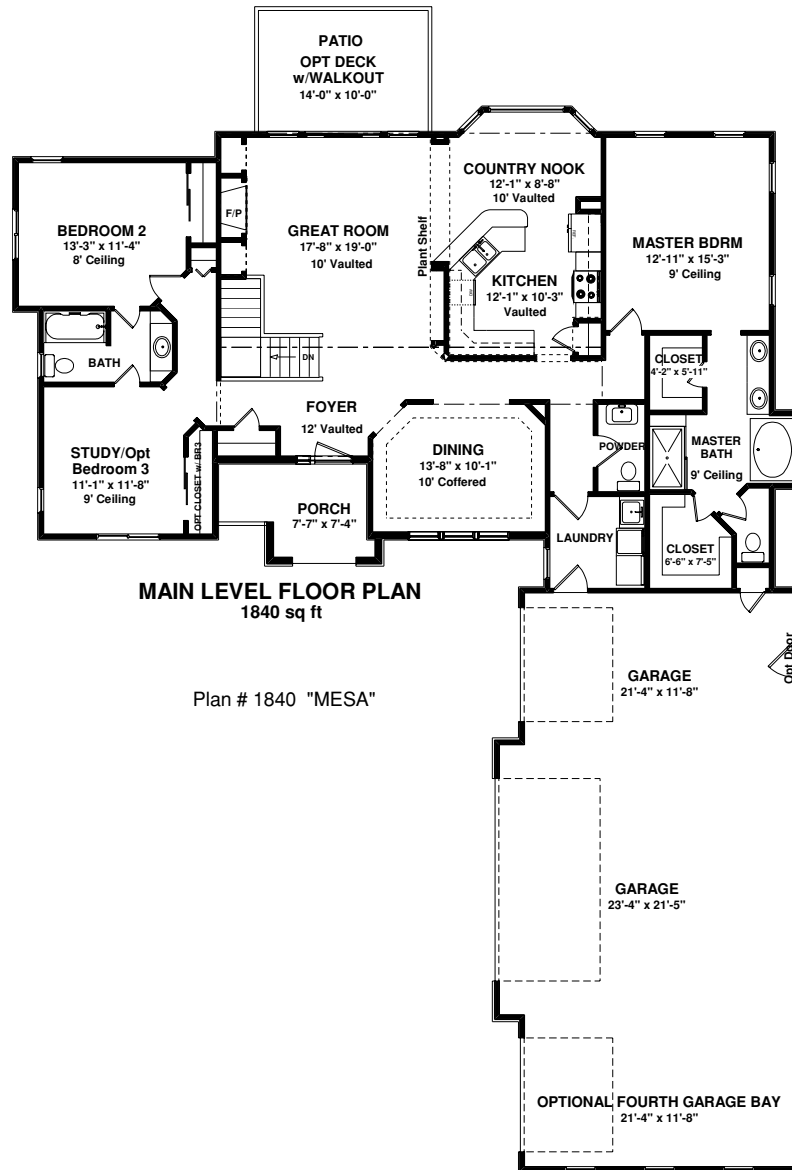 PATIO
OPT DECK
w/WALKOUT
14'-0" x 10'-0"
COUNTRY NOOK
12'-1" x 8'-8"
10' Vaulted
BEDROOM 2
13'-3" x 11'-4"
8' Ceiling
F/P
GREAT ROOM
17'-8" x 19'-0"
10' Vaulted
Plant Shelf
MASTER BDRM
12'-11" x 15'-3"
9' Ceiling
KITCHEN
12'-1" x 10'-3"
Vaulted
BATH
DN
CLOSET
4'-2" x 5'-11"
FOYER
12' Vaulted
STUDY/Opt
Bedroom 3
11'-1" x 11'-8"
9' Ceiling
OPT CLOSET w/ BR3
DINING
13'-8" x 10'-1"
10' Coffered
POWDER
MASTER
BATH
9' Ceiling
PORCH
7'-7" x 7'-4"
LAUNDRY
CLOSET
6'-6" x 7'-5"
MAIN LEVEL FLOOR PLAN
1840 sq ft
Plan # 1840 "MESA"
GARAGE
21'-4" x 11'-8"
Opt Door
GARAGE
23'-4" x 21'-5"
OPTIONAL FOURTH GARAGE BAY
21'-4" x 11'-8"